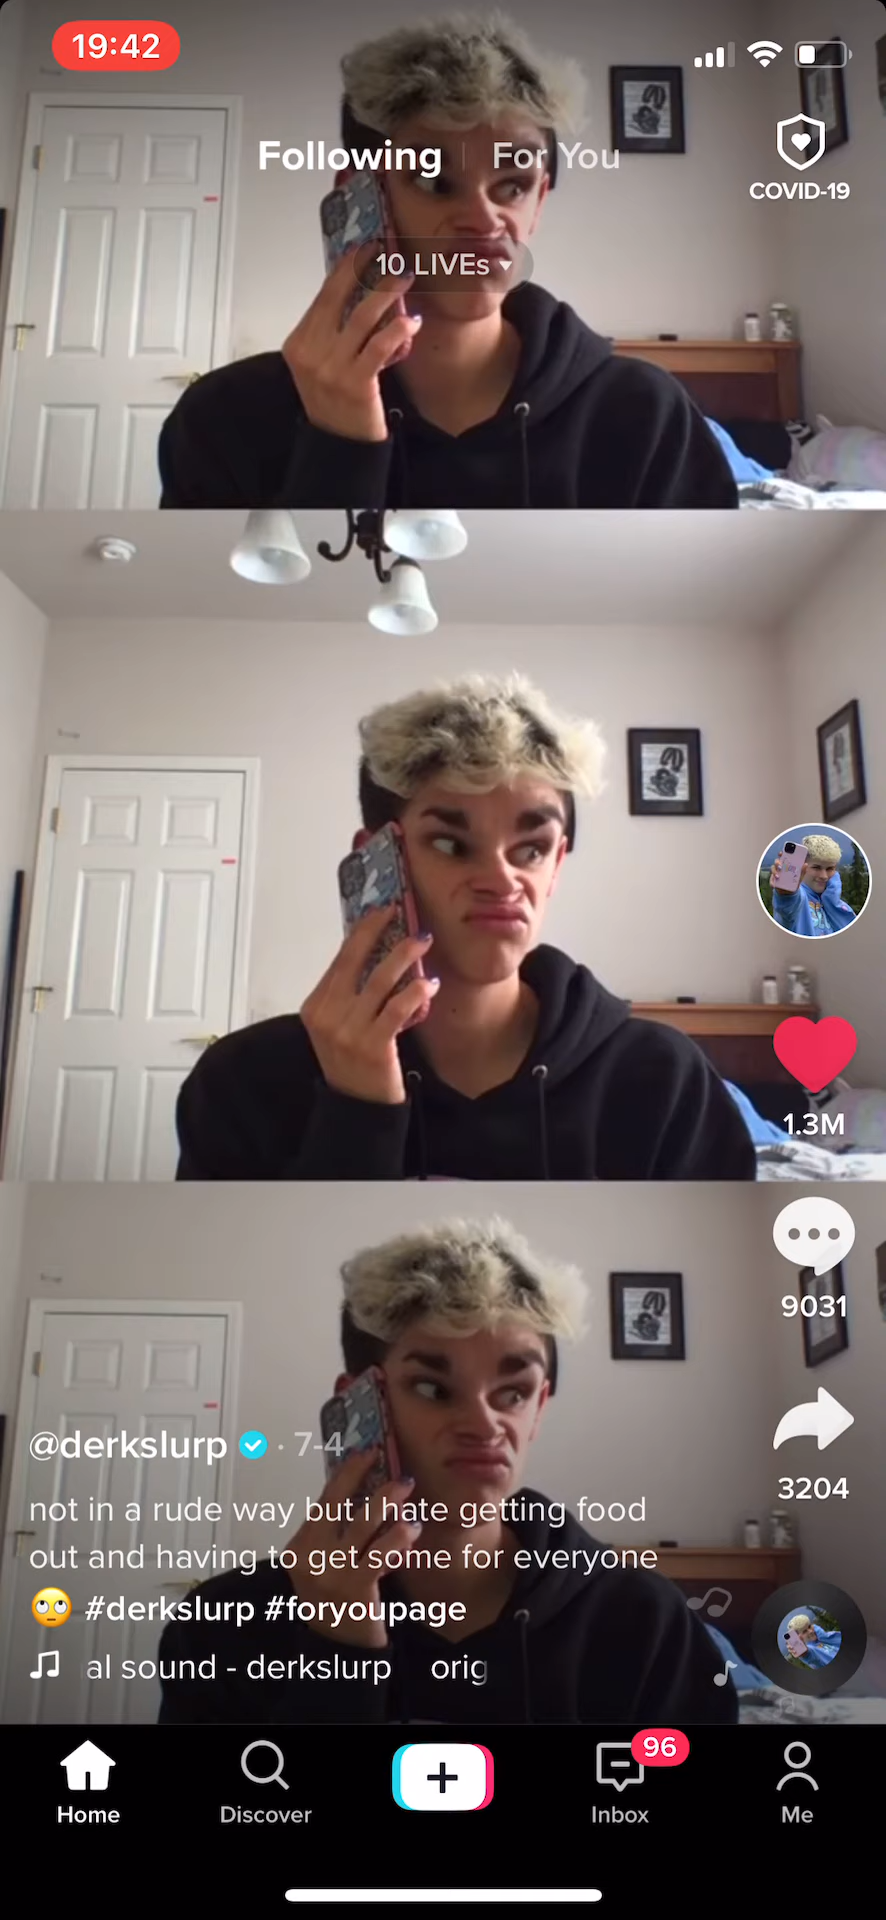 19:42
Following | For You
COVID-19
10 LIVEs ▾
1.3M
9031
3204
@derkslurp · 7-4
not in a rude way but i hate getting food
out and having to get some for everyone
🙄 #derkslurp #foryoupage
al sound - derkslurp orig
96
Home Discover Inbox Me